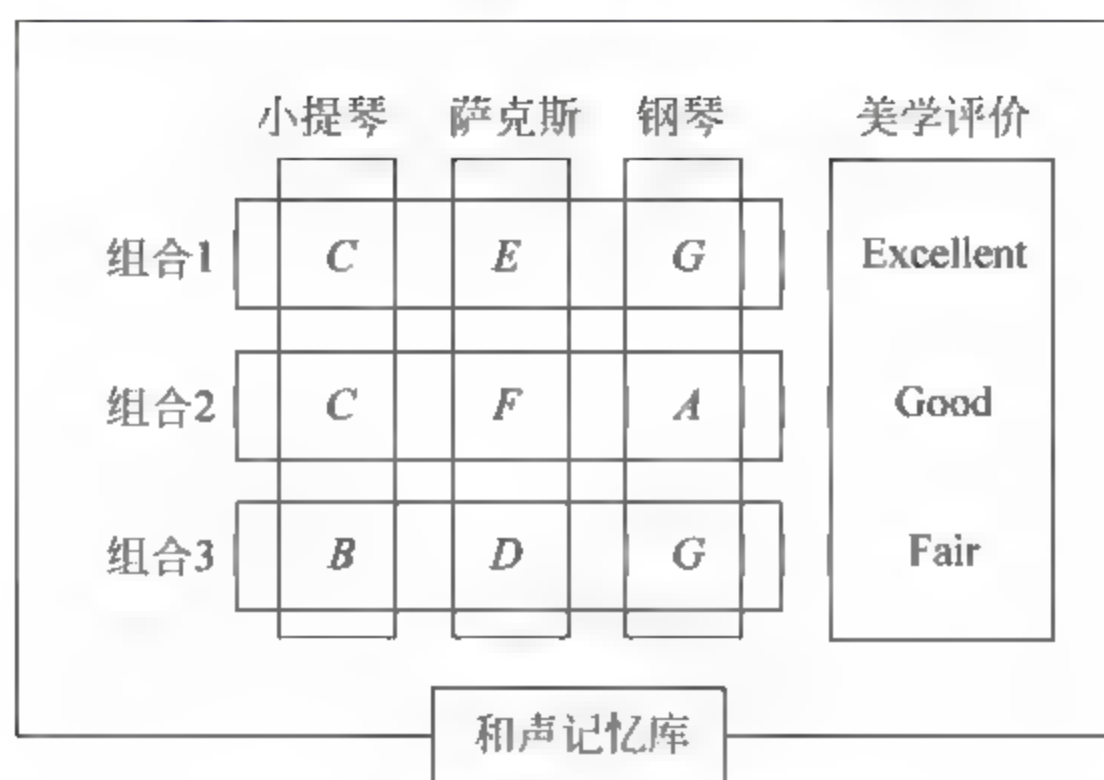 小提琴 萨克斯 钢琴 美学评价
组合1 C E G Excellent
组合2 C F A Good
组合3 B D G Fair
和声记忆库